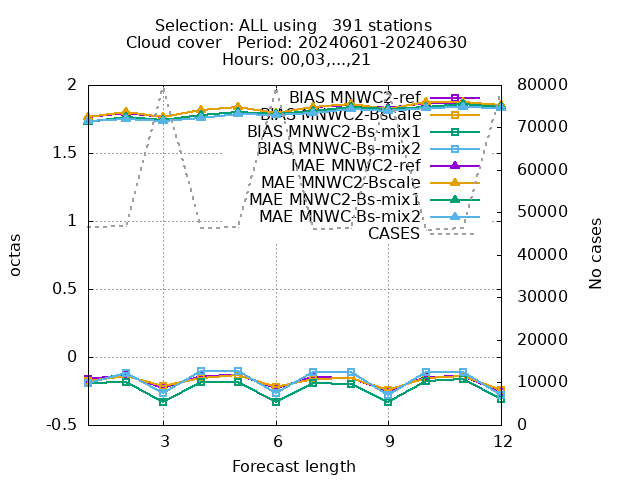 Selection: ALL using   391 stations
Cloud cover   Period: 20240601-20240630
Hours: 00,03,...,21
2
1.5
1
0.5
0
-0.5
octas
80000
70000
60000
50000
40000
30000
20000
10000
0
No cases
BIAS MNWC2-ref
BIAS MNWC2-Bscale
BIAS MNWC2-Bs-mix1
BIAS MNWC-Bs-mix2
MAE MNWC2-ref
MAE MNWC2-Bscale
MAE MNWC2-Bs-mix1
MAE MNWC-Bs-mix2
CASES
3
6
9
12
Forecast length